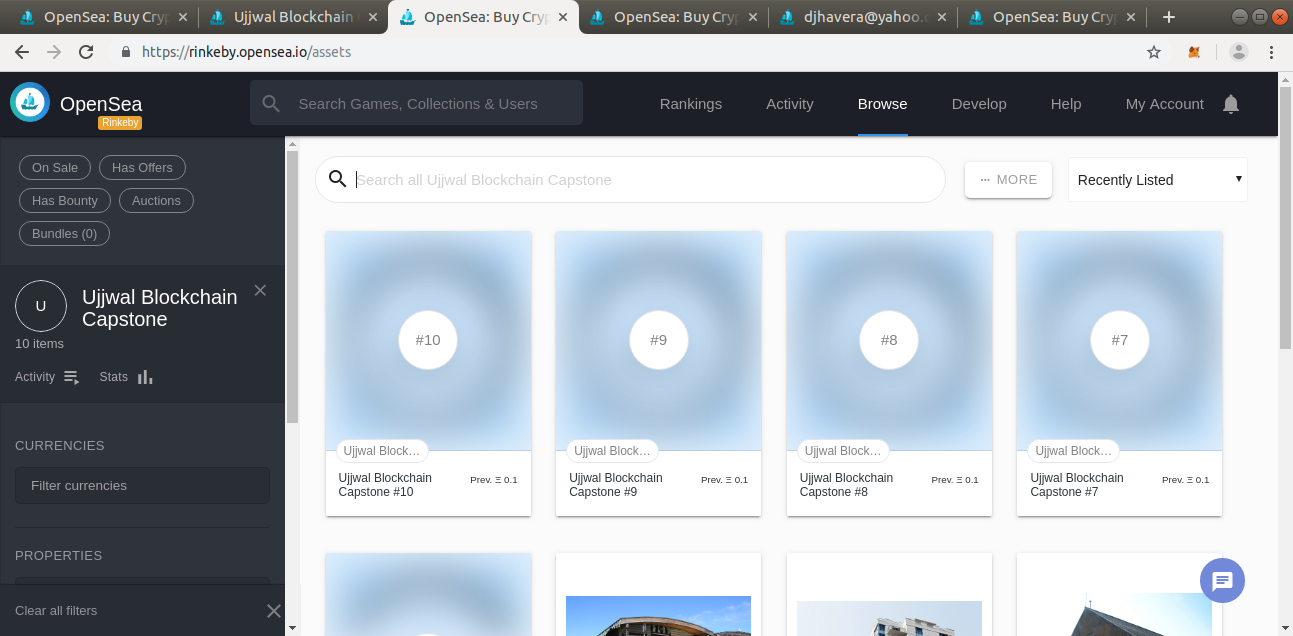 OpenSea: Buy Cry
Ujjwal Blockchain
OpenSea: Buy Cryp
OpenSea: Buy Cry
djhavera@yahoo.
OpenSea: Buy Cry
https://rinkeby.opensea.io/assets
OpenSea
Rinkeby
Search Games, Collections & Users
Rankings
Activity
Browse
Develop
Help
My Account
On Sale
Has Offers
Has Bounty
Auctions
Bundles (0)
U
Ujjwal Blockchain
Capstone
10 items
Activity
Stats
CURRENCIES
Filter currencies
PROPERTIES
Clear all filters
Search all Ujjwal Blockchain Capstone
··· MORE
Recently Listed
#10
Ujjwal Block…
Ujjwal Blockchain
Capstone #10
Prev. Ξ 0.1
#9
Ujjwal Block…
Ujjwal Blockchain
Capstone #9
Prev. Ξ 0.1
#8
Ujjwal Block…
Ujjwal Blockchain
Capstone #8
Prev. Ξ 0.1
#7
Ujjwal Block…
Ujjwal Blockchain
Capstone #7
Prev. Ξ 0.1